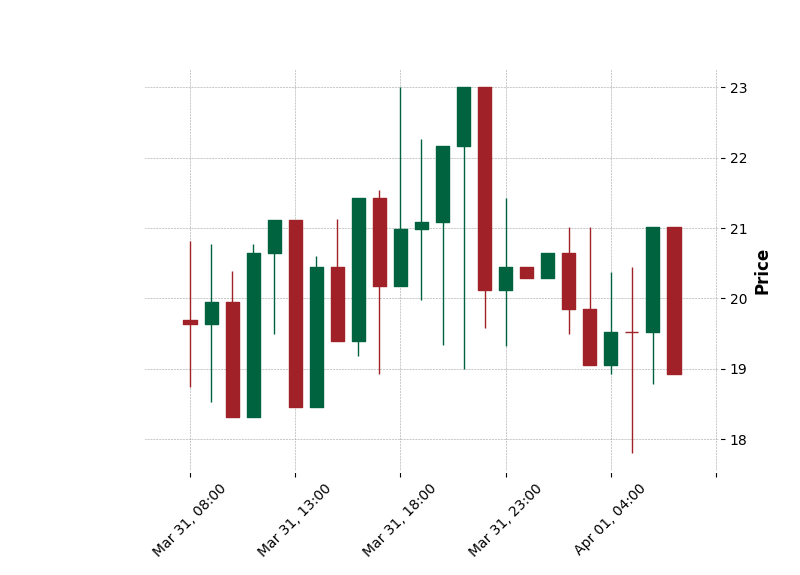 23
22
21
20
19
18
Price
Mar 31, 08:00
Mar 31, 13:00
Mar 31, 18:00
Mar 31, 23:00
Apr 01, 04:00